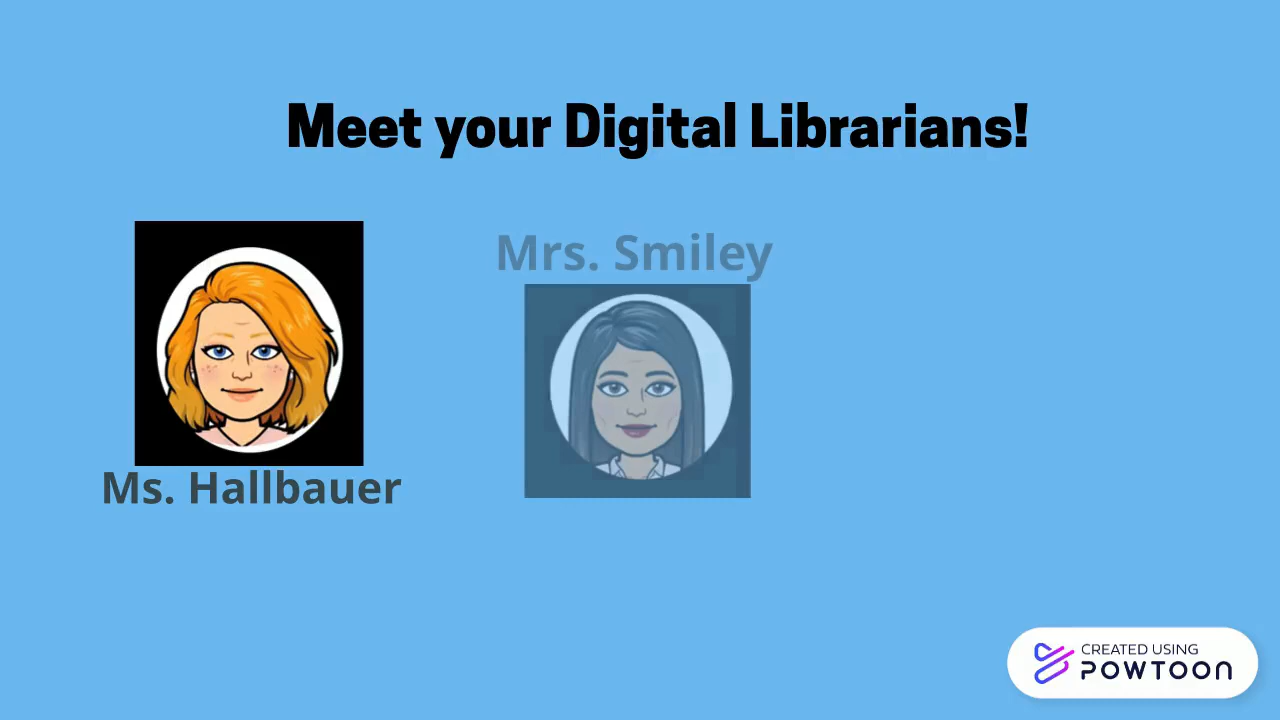 Meet your Digital Librarians!
Mrs. Smiley
Ms. Hallbauer
CREATED USING
POWTOON